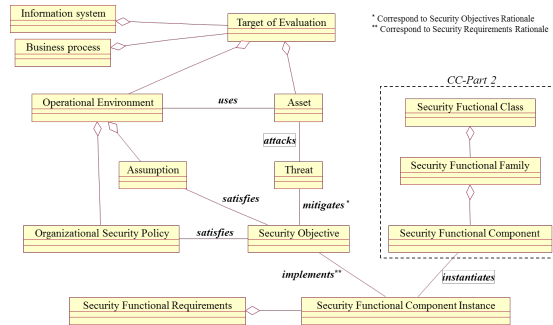 Information system
Target of Evaluation
* Correspond to Security Objectives Rationale
** Correspond to Security Requirements Rationale
Business process
CC-Part 2
Operational Environment
uses
Asset
Security Fuctional Class
attacks
Assumption
Threat
Security Functional Family
satisfies
mitigates*
Organizational Security Policy
satisfies
Security Objective
Security Functional Component
implements**
instantiates
Security Functional Requirements
Security Functional Component Instance